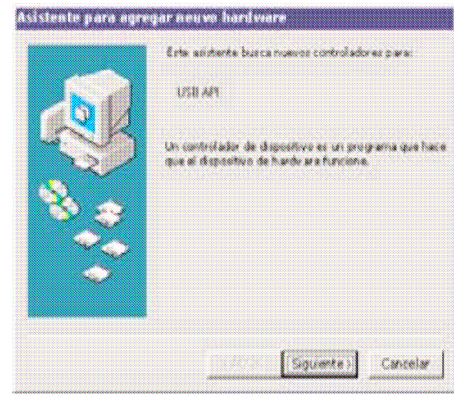 Asistente para agregar nuevo hardware
Este asistente busca nuevos controladores para:
USB API
Un controlador de dispositivo es un programa que hace
que el dispositivo de hardware funcione.
Siguiente >
Cancelar